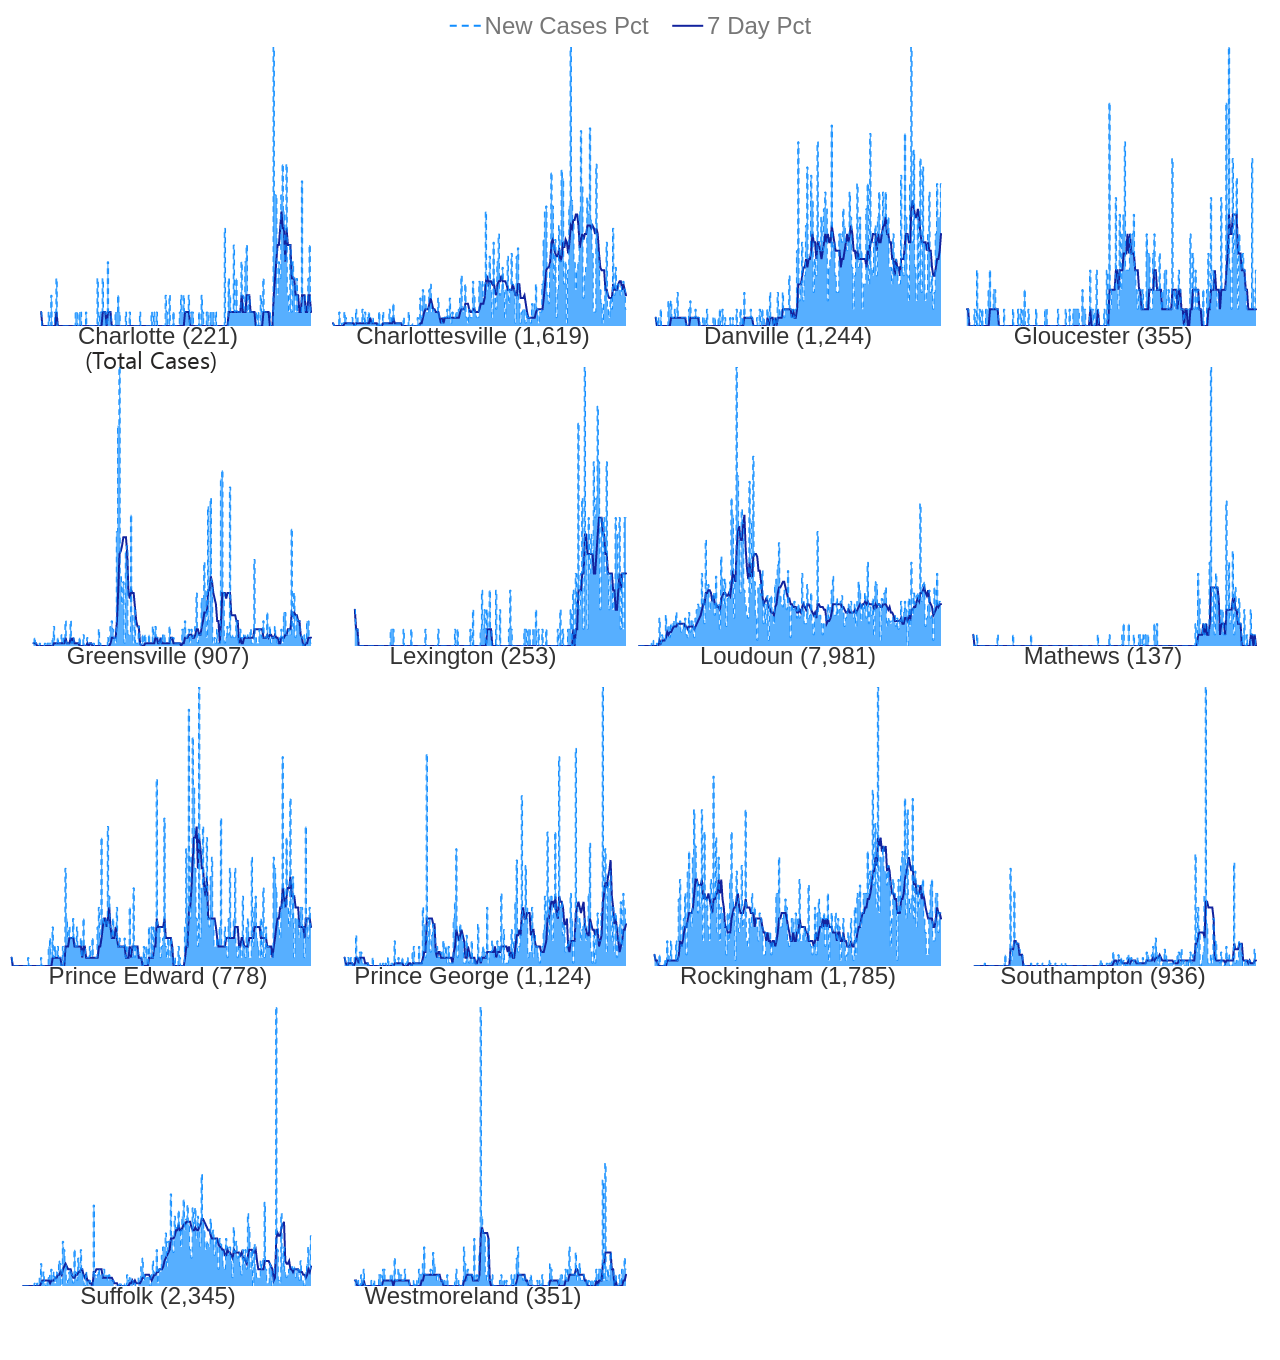 New Cases Pct 7 Day Pct
Charlotte (221) Charlottesville (1,619) Danville (1,244) Gloucester (355)
(Total Cases)
Greensville (907) Lexington (253) Loudoun (7,981) Mathews (137)
Prince Edward (778) Prince George (1,124) Rockingham (1,785) Southampton (936)
Suffolk (2,345) Westmoreland (351)